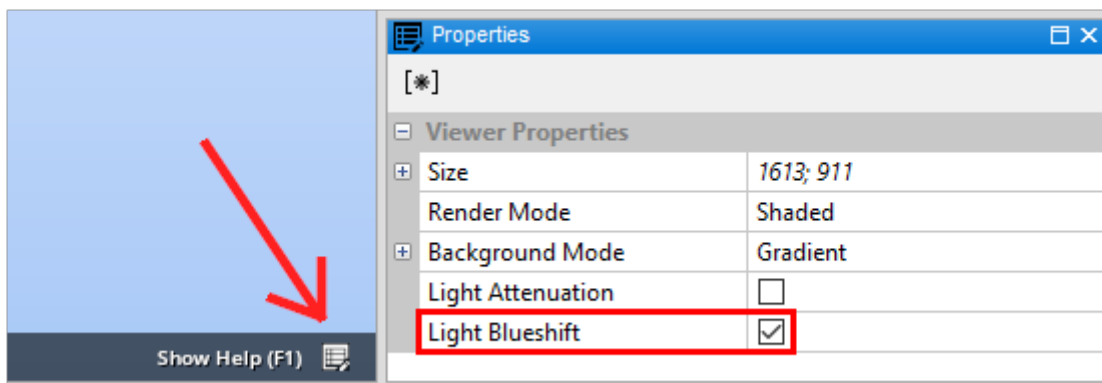 Properties
[*]
Viewer Properties
Size 1613; 911
Render Mode Shaded
Background Mode Gradient
Light Attenuation
Light Blueshift
Show Help (F1)